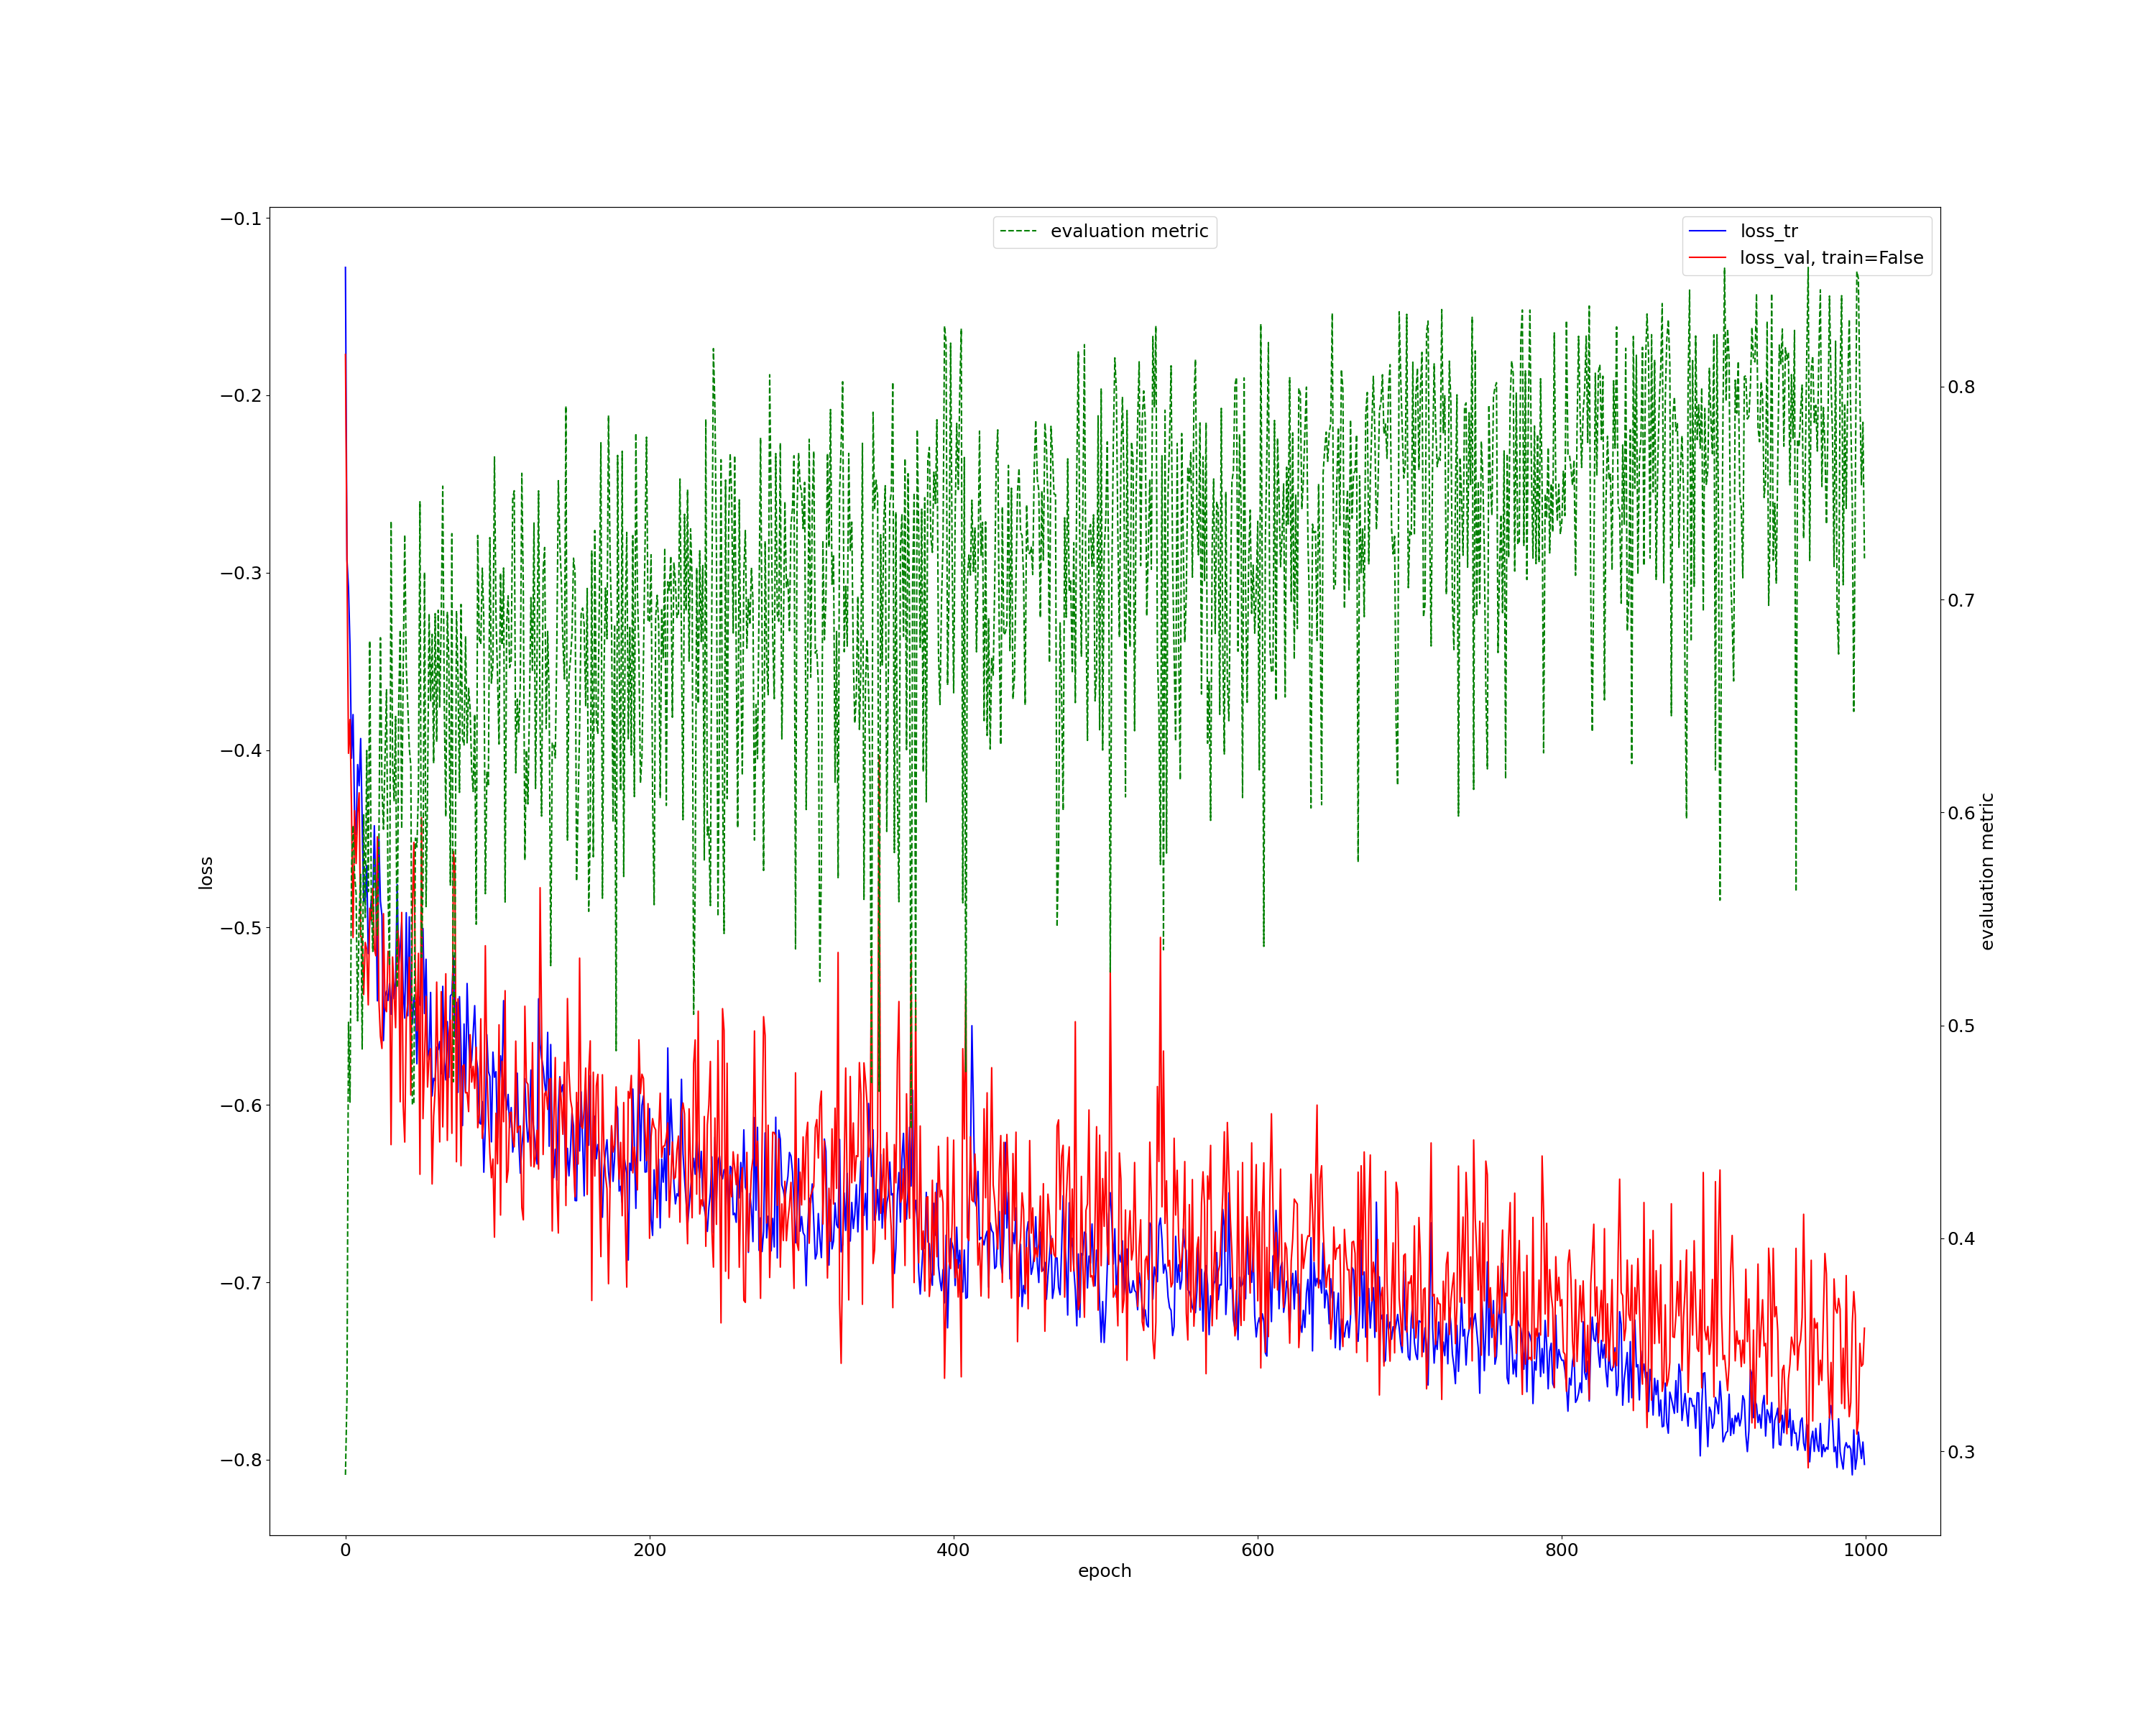 evaluation metric
loss_tr
loss_val, train=False
−0.1
−0.2
−0.3
−0.4
−0.5
−0.6
−0.7
−0.8
loss
0.8
0.7
0.6
0.5
0.4
0.3
evaluation metric
0 200 400 600 800 1000
epoch